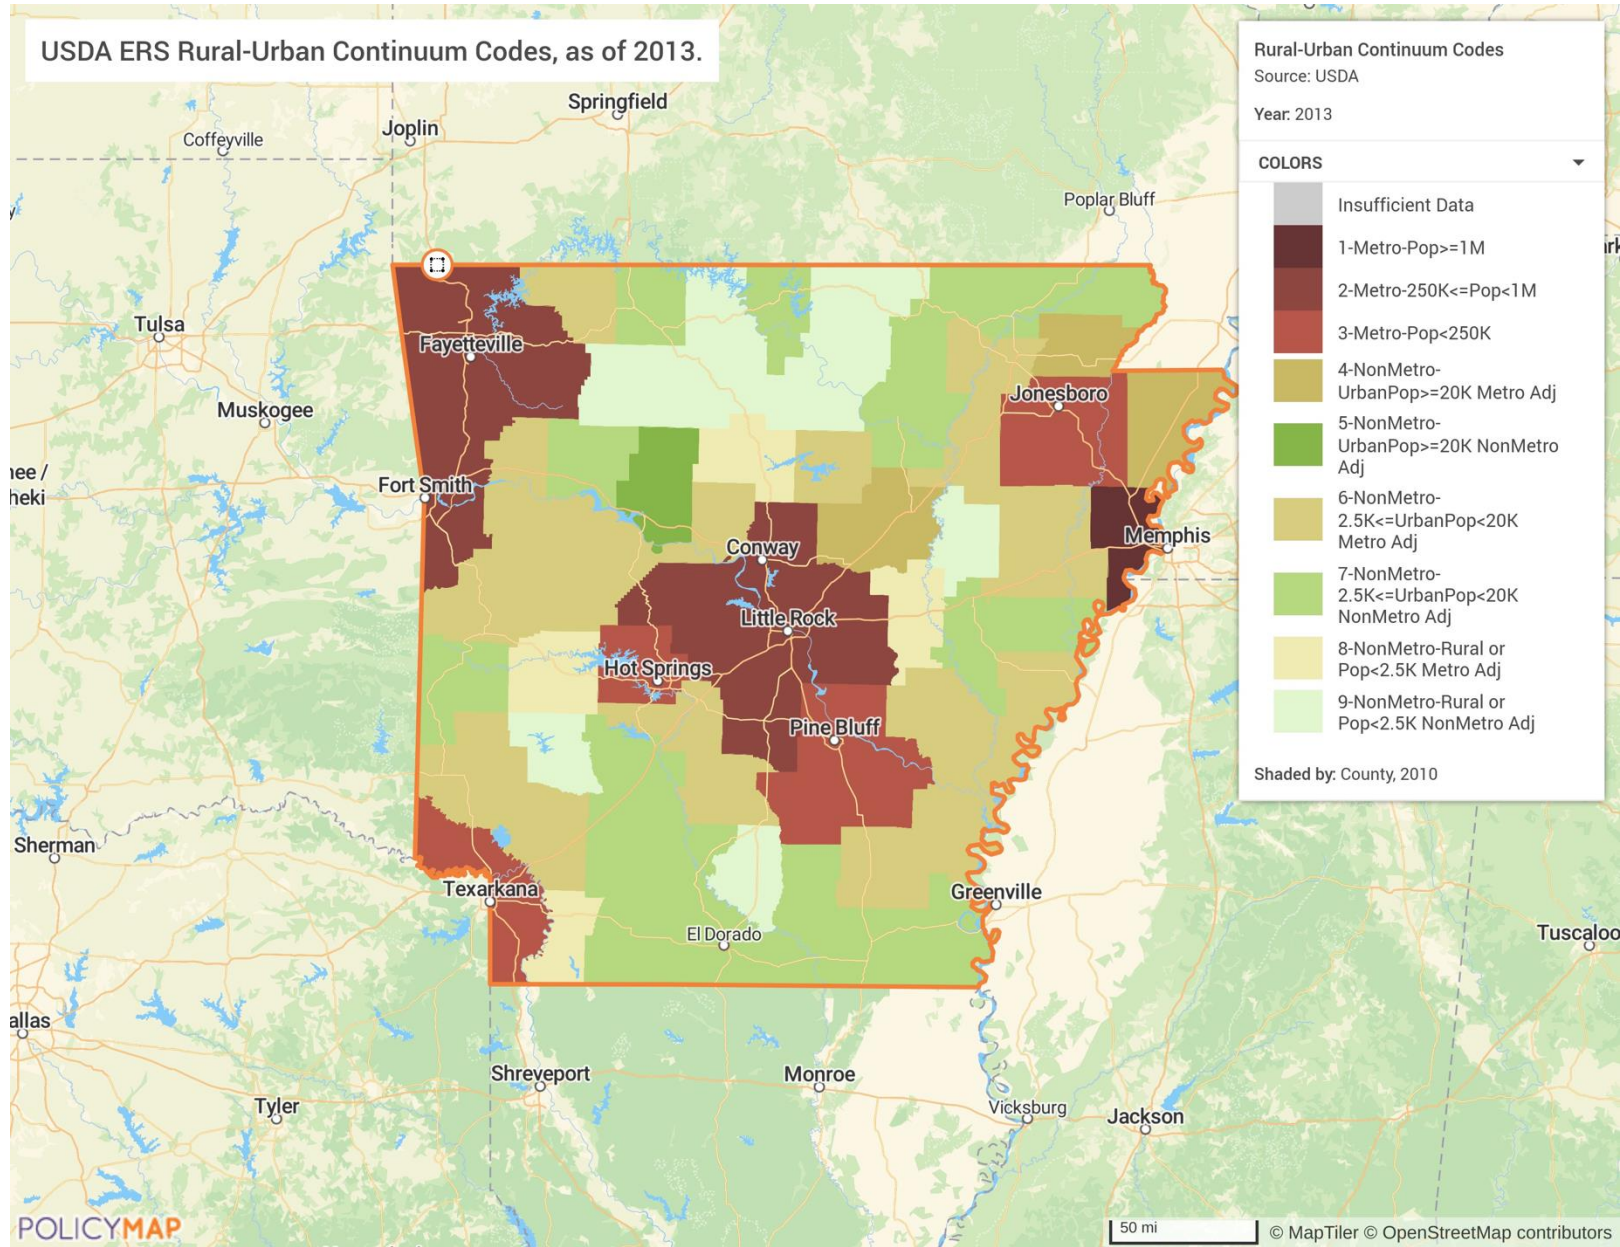 USDA ERS Rural-Urban Continuum Codes, as of 2013.
Rural-Urban Continuum Codes
Source: USDA
Year: 2013
COLORS
Insufficient Data
1-Metro-Pop>=1M
2-Metro-250K<=Pop<1M
3-Metro-Pop<250K
4-NonMetro-
UrbanPop>=20K Metro Adj
5-NonMetro-
UrbanPop>=20K NonMetro
Adj
6-NonMetro-
2.5K<=UrbanPop<20K
Metro Adj
7-NonMetro-
2.5K<=UrbanPop<20K
NonMetro Adj
8-NonMetro-Rural or
Pop<2.5K Metro Adj
9-NonMetro-Rural or
Pop<2.5K NonMetro Adj
Shaded by: County, 2010
Springfield
Joplin
Coffeyville
Poplar Bluff
Tulsa
Fayetteville
Jonesboro
Muskogee
nee /
heki
Fort Smith
Memphis
Conway
Little Rock
Hot Springs
Pine Bluff
Sherman
Texarkana
Greenville
El Dorado
Tuscaloo
allas
Shreveport
Monroe
Tyler
Vicksburg
Jackson
POLICYMAP
50 mi
© MapTiler © OpenStreetMap contributors